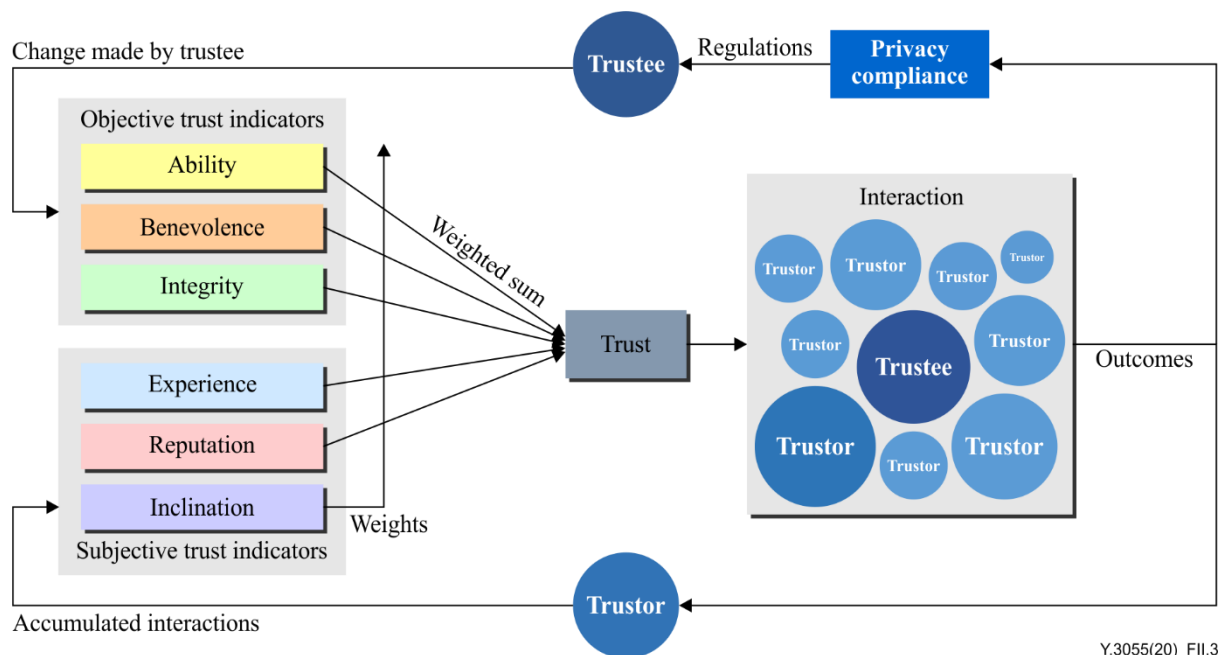 Change made by trustee
Trustee
Regulations
Privacy
compliance
Objective trust indicators
Ability
Benevolence
Integrity
Weighted sum
Experience
Reputation
Inclination
Subjective trust indicators
Weights
Trust
Interaction
Trustor
Trustor
Trustor
Trustor
Trustor
Trustee
Trustor
Trustor
Trustor
Trustor
Outcomes
Trustor
Accumulated interactions
Y.3055(20)_FII.3